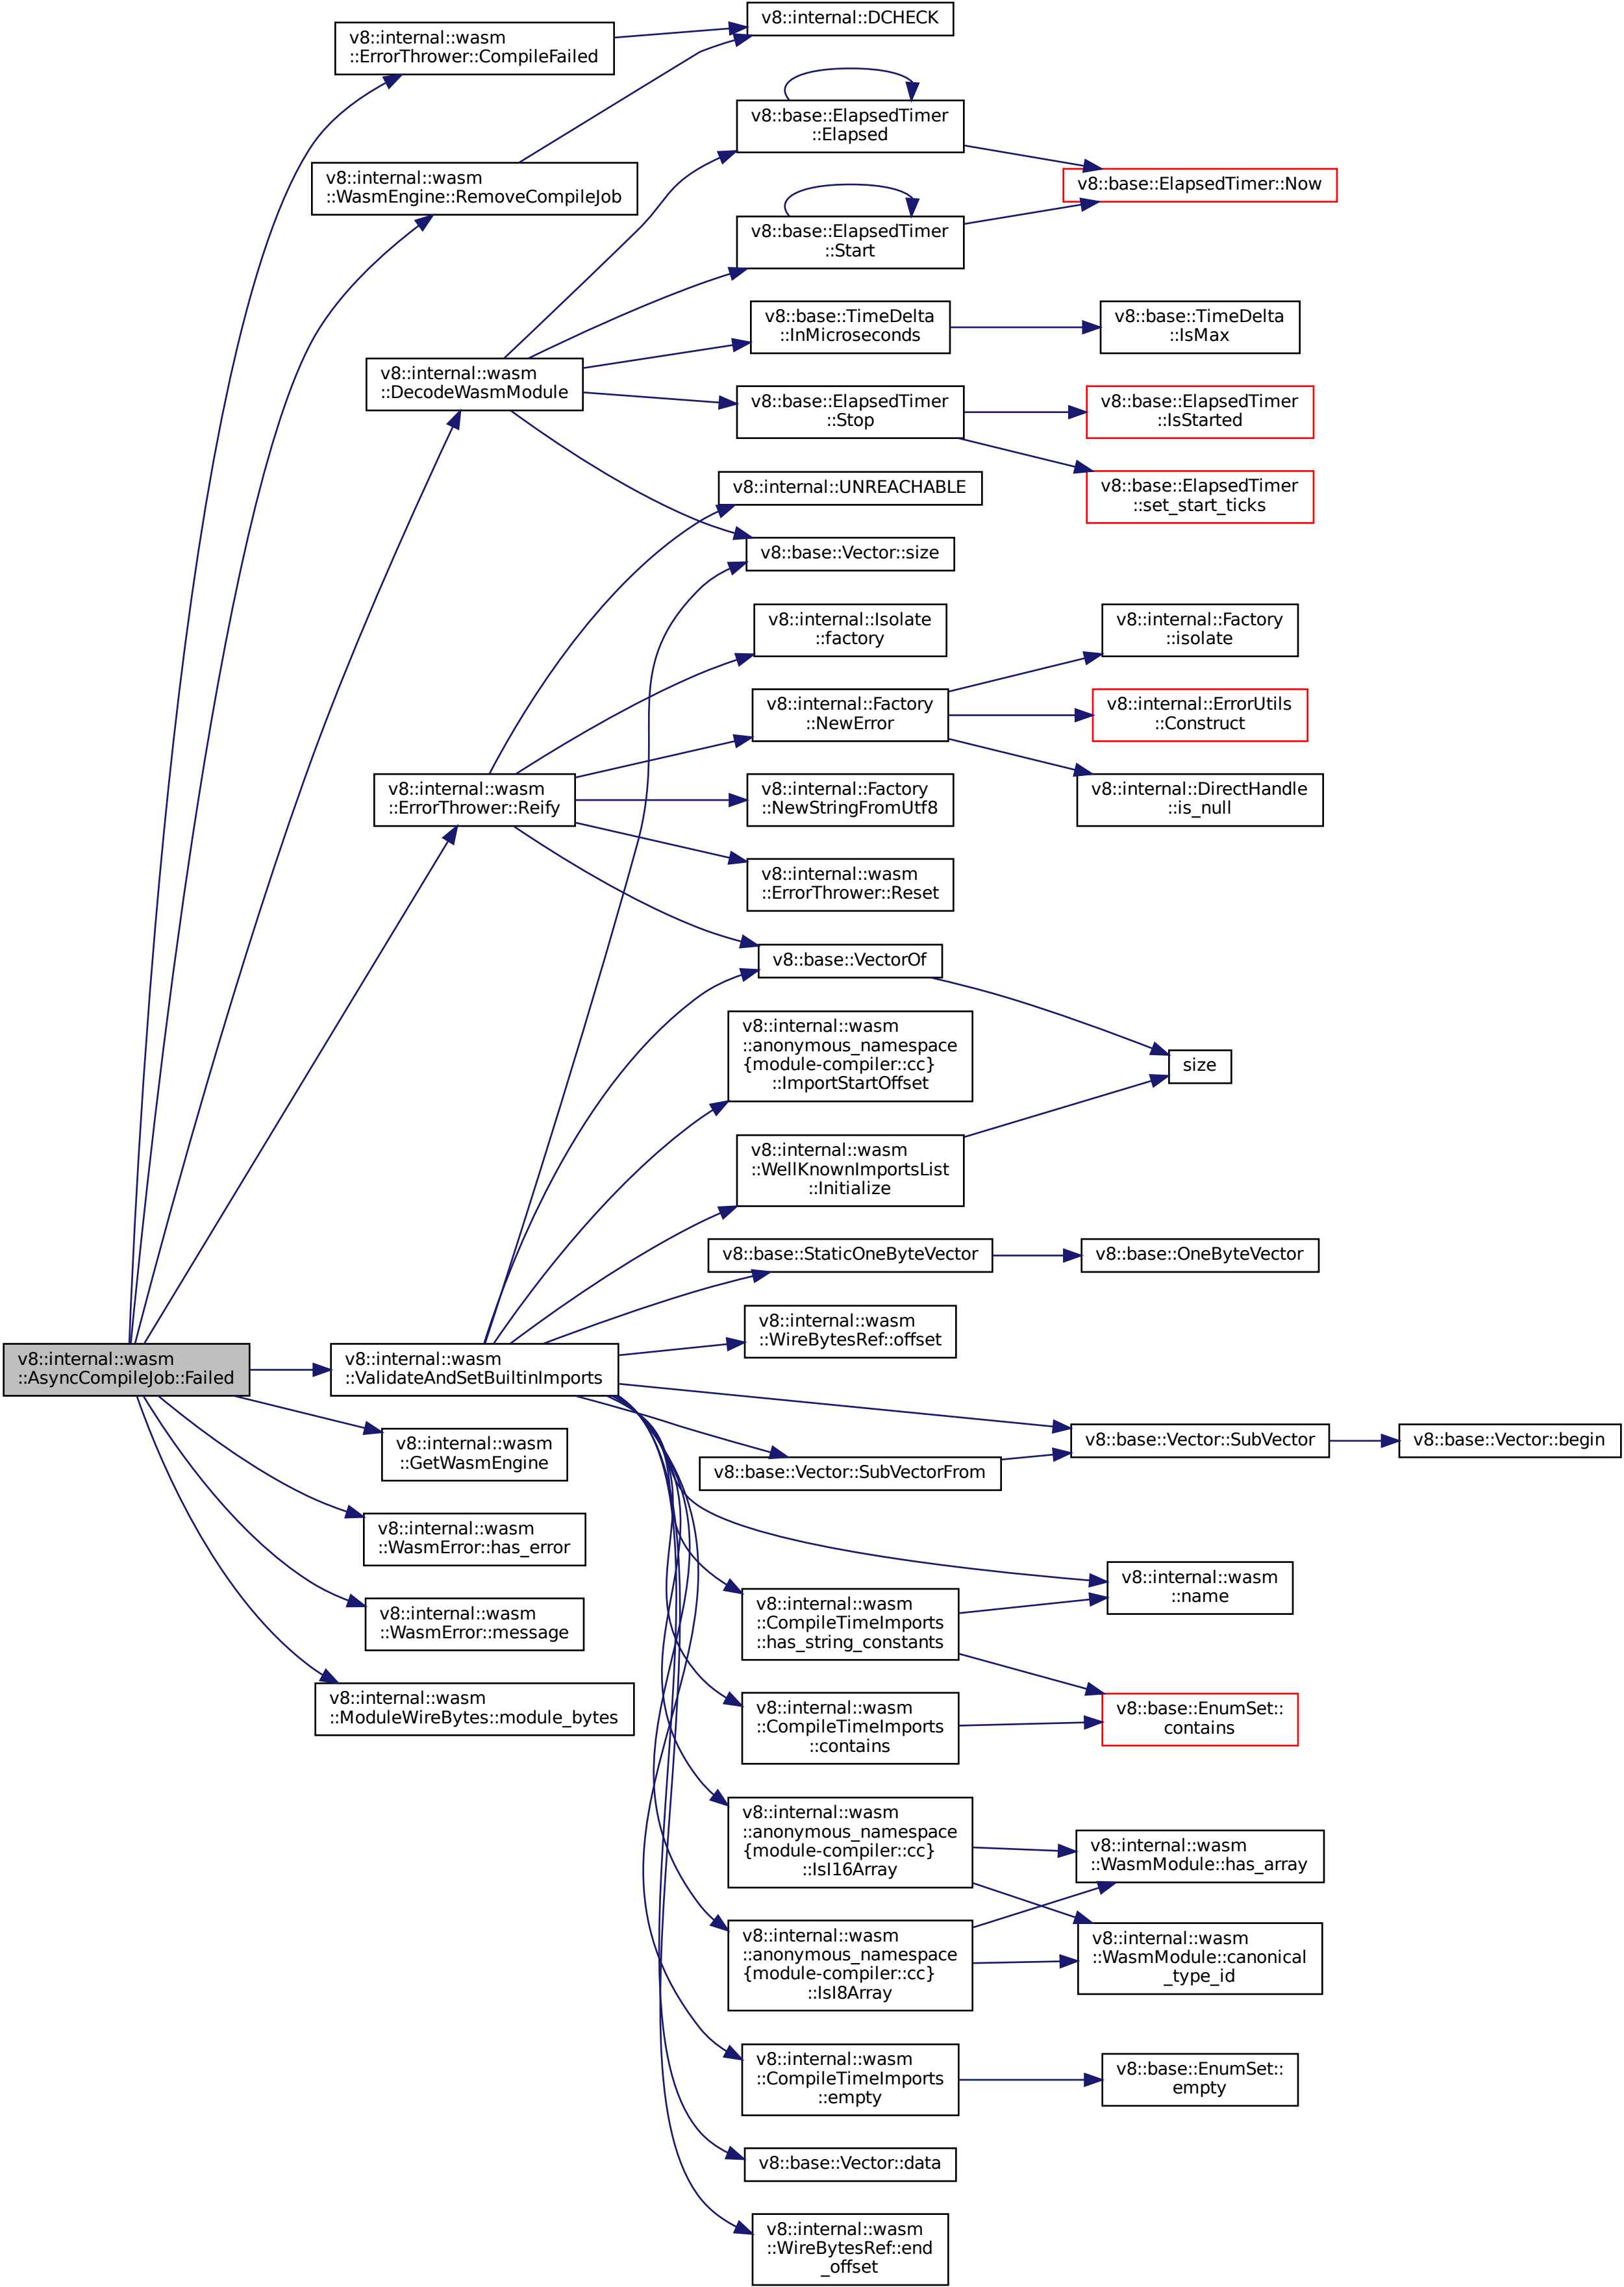 v8::internal::wasm
::AsyncCompileJob::Failed
v8::internal::wasm
::ErrorThrower::CompileFailed
v8::internal::DCHECK
v8::internal::wasm
::WasmEngine::RemoveCompileJob
v8::internal::wasm
::DecodeWasmModule
v8::base::ElapsedTimer
::Elapsed
v8::base::ElapsedTimer::Now
v8::base::ElapsedTimer
::Start
v8::base::TimeDelta
::InMicroseconds
v8::base::TimeDelta
::IsMax
v8::base::ElapsedTimer
::Stop
v8::base::ElapsedTimer
::IsStarted
v8::base::ElapsedTimer
::set_start_ticks
v8::base::Vector::size
v8::internal::wasm
::ErrorThrower::Reify
v8::internal::UNREACHABLE
v8::internal::Isolate
::factory
v8::internal::Factory
::NewError
v8::internal::Factory
::isolate
v8::internal::ErrorUtils
::Construct
v8::internal::DirectHandle
::is_null
v8::internal::Factory
::NewStringFromUtf8
v8::internal::wasm
::ErrorThrower::Reset
v8::base::VectorOf
size
v8::internal::wasm
::ValidateAndSetBuiltinImports
v8::internal::wasm
::anonymous_namespace
{module-compiler::cc}
::ImportStartOffset
v8::internal::wasm
::WellKnownImportsList
::Initialize
v8::base::StaticOneByteVector
v8::base::OneByteVector
v8::internal::wasm
::WireBytesRef::offset
v8::base::Vector::SubVector
v8::base::Vector::begin
v8::base::Vector::SubVectorFrom
v8::internal::wasm
::name
v8::internal::wasm
::CompileTimeImports
::has_string_constants
v8::internal::wasm
::CompileTimeImports
::contains
v8::base::EnumSet::
contains
v8::internal::wasm
::anonymous_namespace
{module-compiler::cc}
::IsI16Array
v8::internal::wasm
::WasmModule::has_array
v8::internal::wasm
::WasmModule::canonical
_type_id
v8::internal::wasm
::anonymous_namespace
{module-compiler::cc}
::IsI8Array
v8::internal::wasm
::CompileTimeImports
::empty
v8::base::EnumSet::
empty
v8::base::Vector::data
v8::internal::wasm
::WireBytesRef::end
_offset
v8::internal::wasm
::GetWasmEngine
v8::internal::wasm
::WasmError::has_error
v8::internal::wasm
::WasmError::message
v8::internal::wasm
::ModuleWireBytes::module_bytes